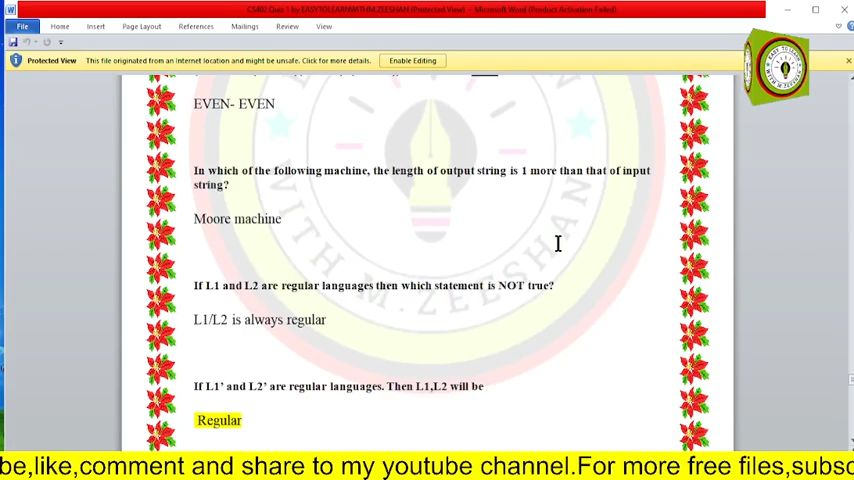 CS402 Quiz 1 by EASYTOLEARNWITHM.ZEESHAN (Protected View) - Microsoft Word (Product Activation Failed)
File Home Insert Page Layout References Mailings Review View
Protected View This file originated from an Internet location and might be unsafe. Click for more details. Enable Editing
EVEN- EVEN
In which of the following machine, the length of output string is 1 more than that of input
string?
Moore machine
If L1 and L2 are regular languages then which statement is NOT true?
L1/L2 is always regular
If L1’ and L2’ are regular languages. Then L1,L2 will be
Regular
WITH M.ZEESHAN
be,like,comment and share to my youtube channel.For more free files,subsc